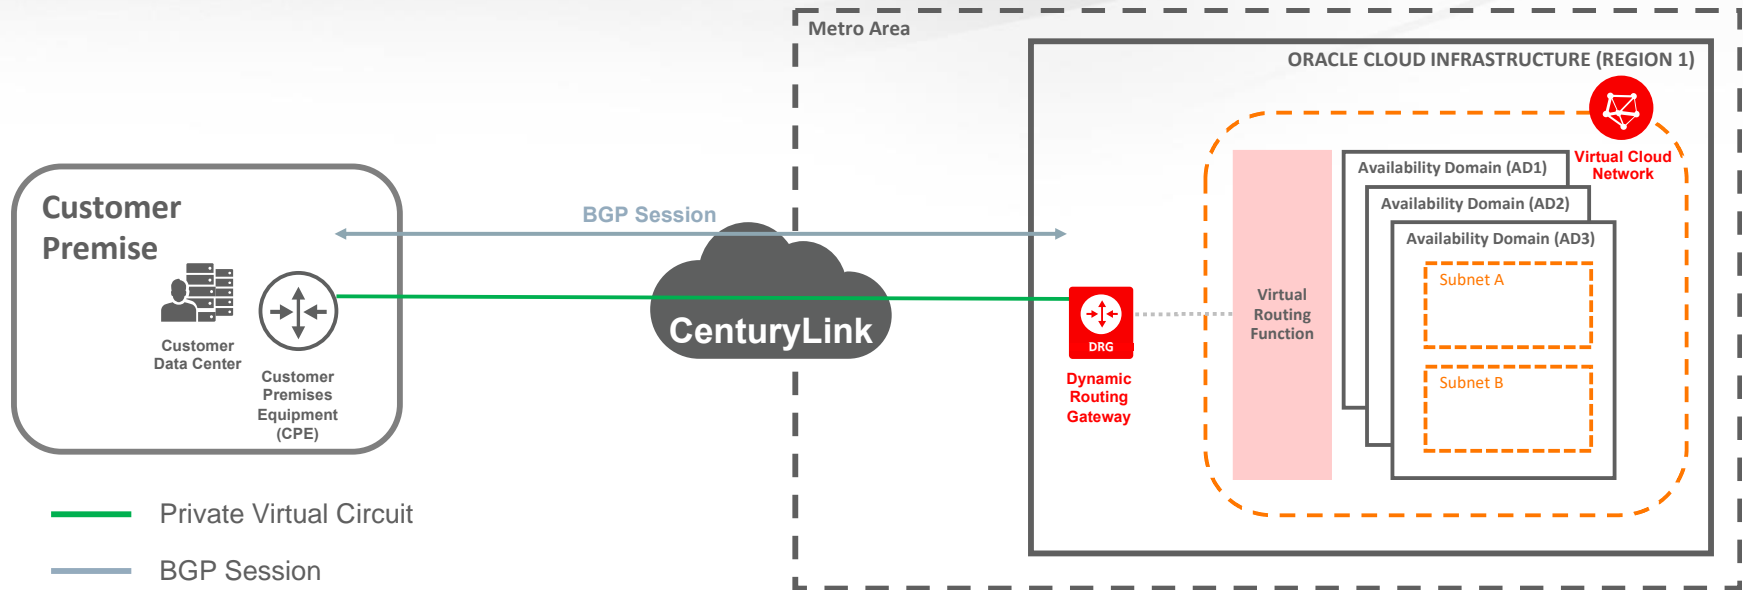 Metro Area
ORACLE CLOUD INFRASTRUCTURE (REGION 1)
Virtual Cloud
Network
Availability Domain (AD1)
Availability Domain (AD2)
Availability Domain (AD3)
Subnet A
Subnet B
Virtual
Routing
Function
DRG
Dynamic
Routing
Gateway
BGP Session
CenturyLink
Customer
Premise
Customer
Data Center
Customer
Premises
Equipment
(CPE)
Private Virtual Circuit
BGP Session